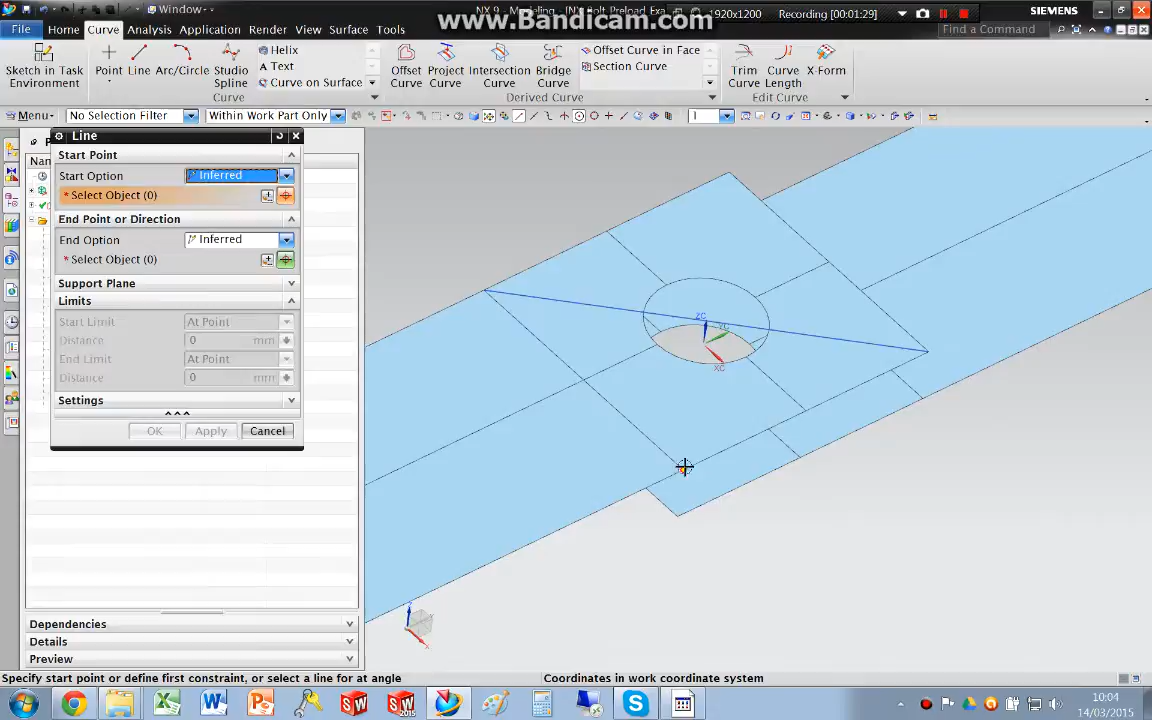 Window
NX 9 - Modeling
www.Bandicam.com
1920x1200
Recording [00:01:29]
SIEMENS
File
Home
Curve
Analysis
Application
Render
View
Surface
Tools
Find a Command
Sketch in Task
Environment
Point
Line
Arc/Circle
Studio
Spline
Helix
Text
Curve on Surface
Curve
Offset
Curve
Project
Curve
Intersection
Curve
Bridge
Curve
Offset Curve in Face
Section Curve
Derived Curve
Trim
Curve
Curve
Length
X-Form
Edit Curve
Menu
No Selection Filter
Within Work Part Only
Line
Start Point
Start Option
Inferred
* Select Object (0)
End Point or Direction
End Option
Inferred
* Select Object (0)
Support Plane
Limits
Start Limit
At Point
Distance
0
mm
End Limit
At Point
Distance
0
mm
Settings
OK
Apply
Cancel
ZC
YC
XC
Z
X
Dependencies
Details
Preview
Specify start point or define first constraint, or select a line for at angle
Coordinates in work coordinate system
10:04
14/03/2015